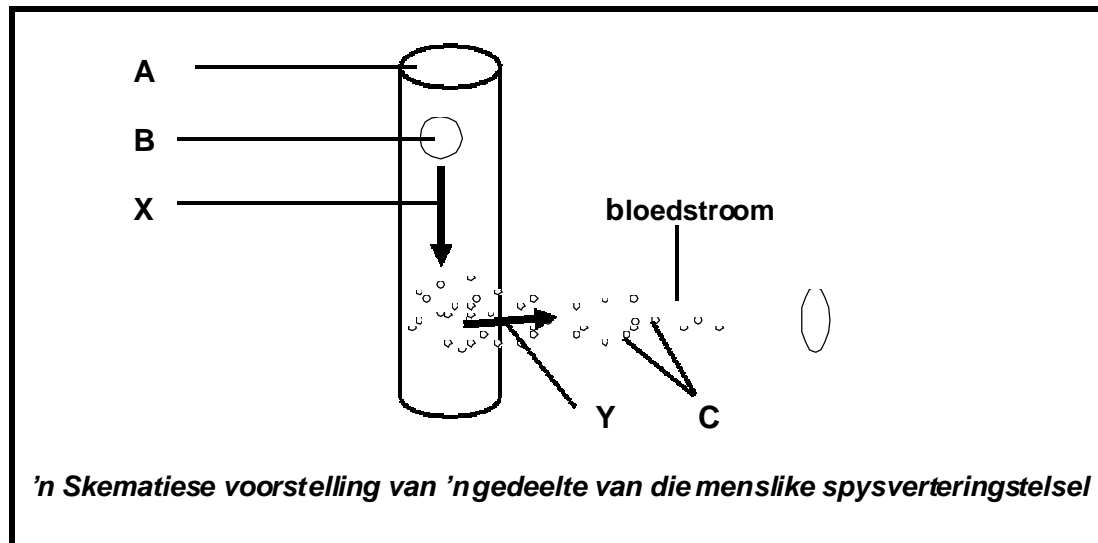 A
B
X
bloedstroom
Y
C
'n Skematiese voorstelling van 'n gedeelte van die menslike spysverteringstelsel